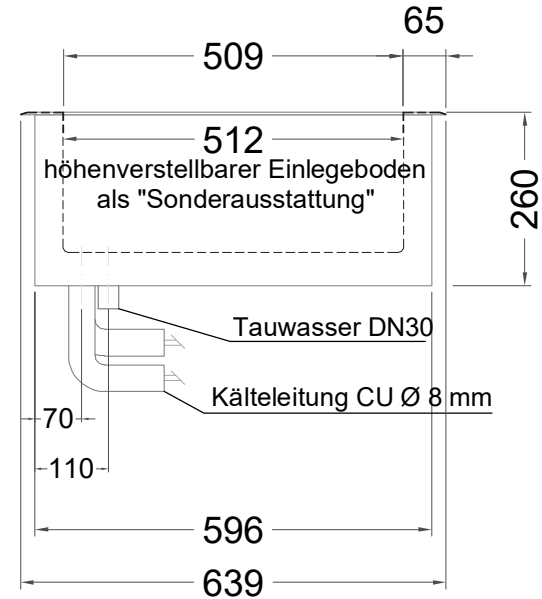 65
509
512
höhenverstellbarer Einlegeboden
als "Sonderausstattung"
260
Tauwasser DN30
Kälteleitung CU Ø 8 mm
70
110
596
639